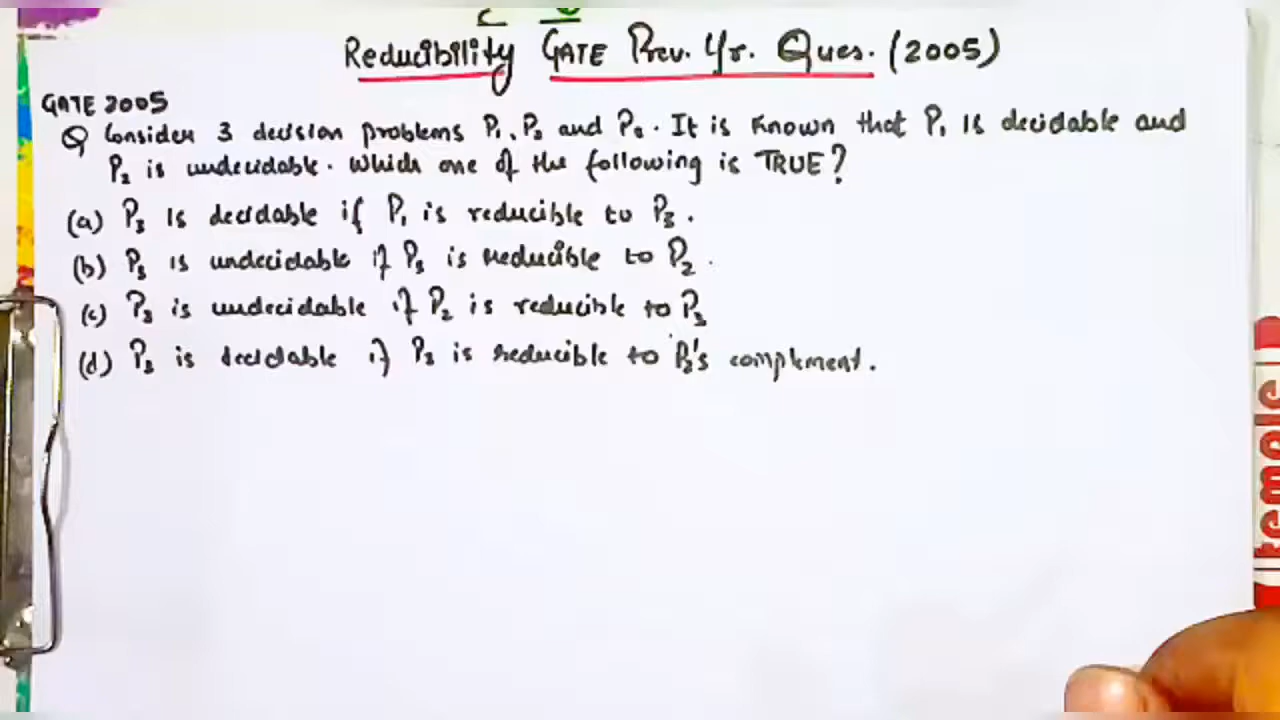 Reducibility GATE Prev. Yr. Ques. (2005)
GATE 2005
Q Consider 3 decision problems P₁, P₂ and P₃. It is known that P₁ is decidable and
P₂ is undecidable. Which one of the following is TRUE?
(a) P₃ is decidable if P₁ is reducible to P₃.
(b) P₃ is undecidable if P₃ is reducible to P₂.
(c) P₃ is undecidable if P₂ is reducible to P₃
(d) P₃ is decidable if P₃ is reducible to P₂'s complement.
temple